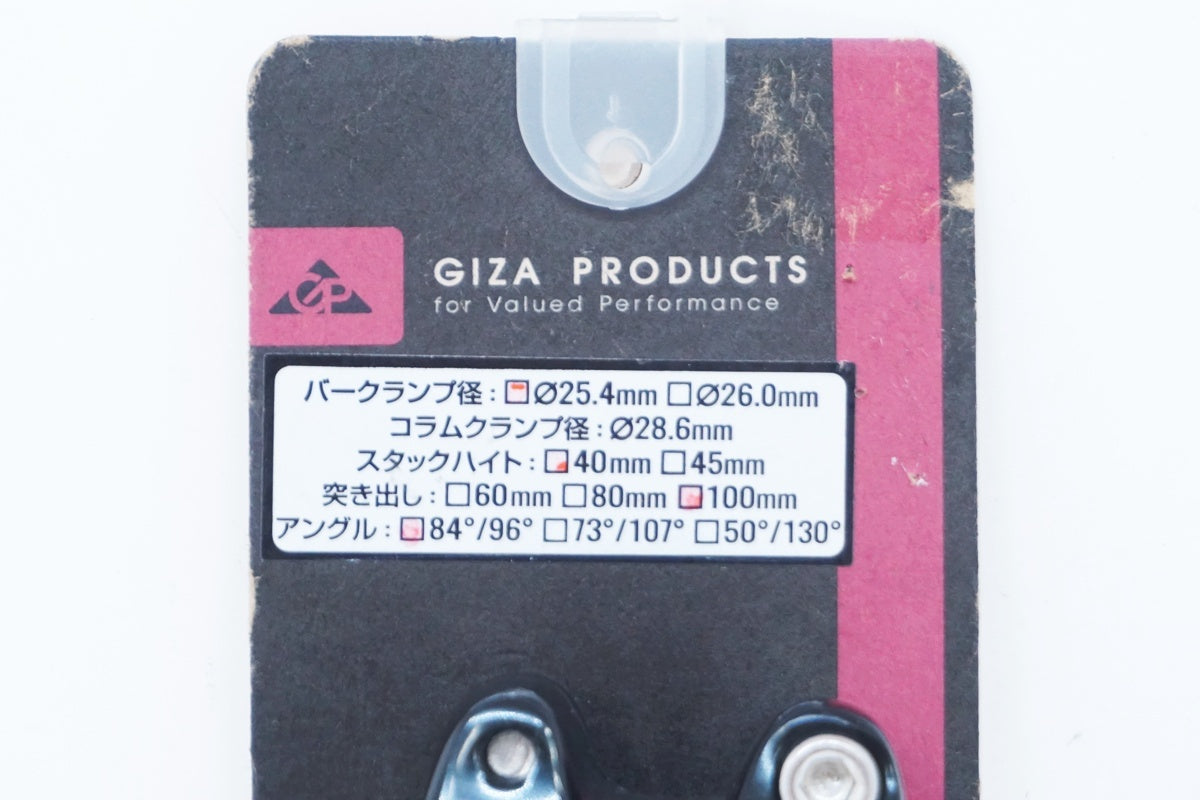 GP
GIZA PRODUCTS
for Valued Performance
バークランプ径：☐Ø25.4mm ☐Ø26.0mm
コラムクランプ径：Ø28.6mm
スタックハイト：☐40mm ☐45mm
突き出し：☐60mm ☐80mm ☐100mm
アングル：☐84°/96° ☐73°/107° ☐50°/130°